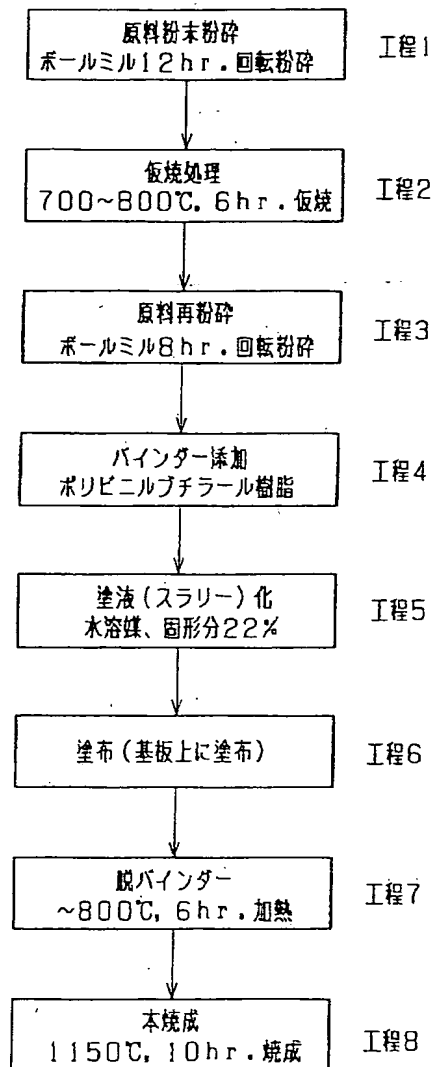 原料粉末粉砕
ボールミル12hr.回転粉砕
工程1
仮焼処理
700~800℃, 6hr.仮焼
工程2
原料再粉砕
ボールミル8hr.回転粉砕
工程3
バインダー添加
ポリビニルブチラール樹脂
工程4
塗液(スラリー)化
水溶媒、固形分22%
工程5
塗布(基板上に塗布)
工程6
脱バインダー
~800℃, 6hr.加熱
工程7
本焼成
1150℃, 10hr.焼成
工程8